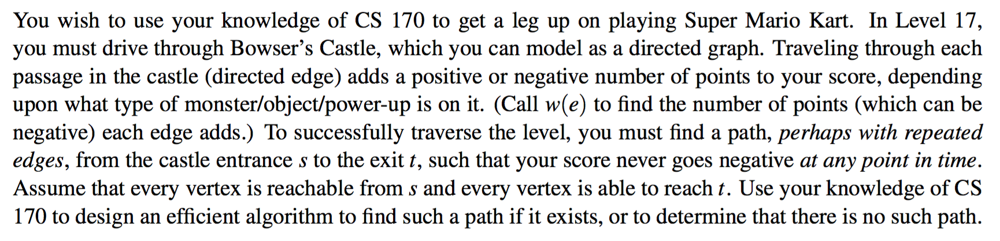 You wish to use your knowledge of CS 170 to get a leg up on playing Super Mario Kart. In Level 17,
you must drive through Bowser's Castle, which you can model as a directed graph. Traveling through each
passage in the castle (directed edge) adds a positive or negative number of points to your score, depending
upon what type of monster/object/power-up is on it. (Call w(e) to find the number of points (which can be
negative) each edge adds.) To successfully traverse the level, you must find a path, perhaps with repeated
edges, from the castle entrance s to the exit t, such that your score never goes negative at any point in time.
Assume that every vertex is reachable from s and every vertex is able to reach t. Use your knowledge of CS
170 to design an efficient algorithm to find such a path if it exists, or to determine that there is no such path.